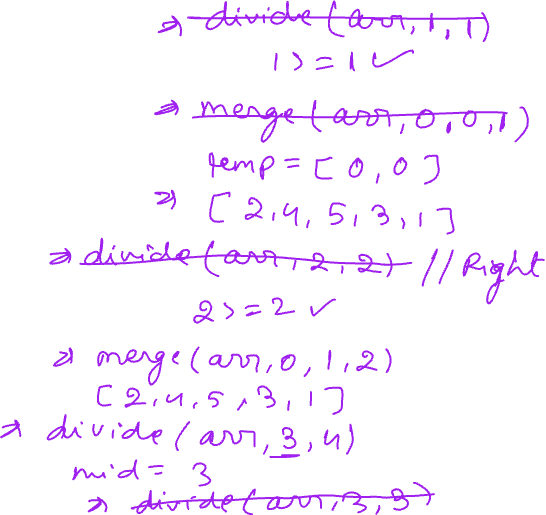 ⇒ divide(arr,1,1)
1>=1 ✓
⇒ merge(arr,0,0,1)
temp=[0,0]
⇒ [2,4,5,3,1]
⇒ divide(arr,2,2) //Right
2>=2 ✓
⇒ merge(arr,0,1,2)
[2,4,5,3,1]
⇒ divide(arr,3,4)
mid= 3
⇒ divide(arr,3,3)